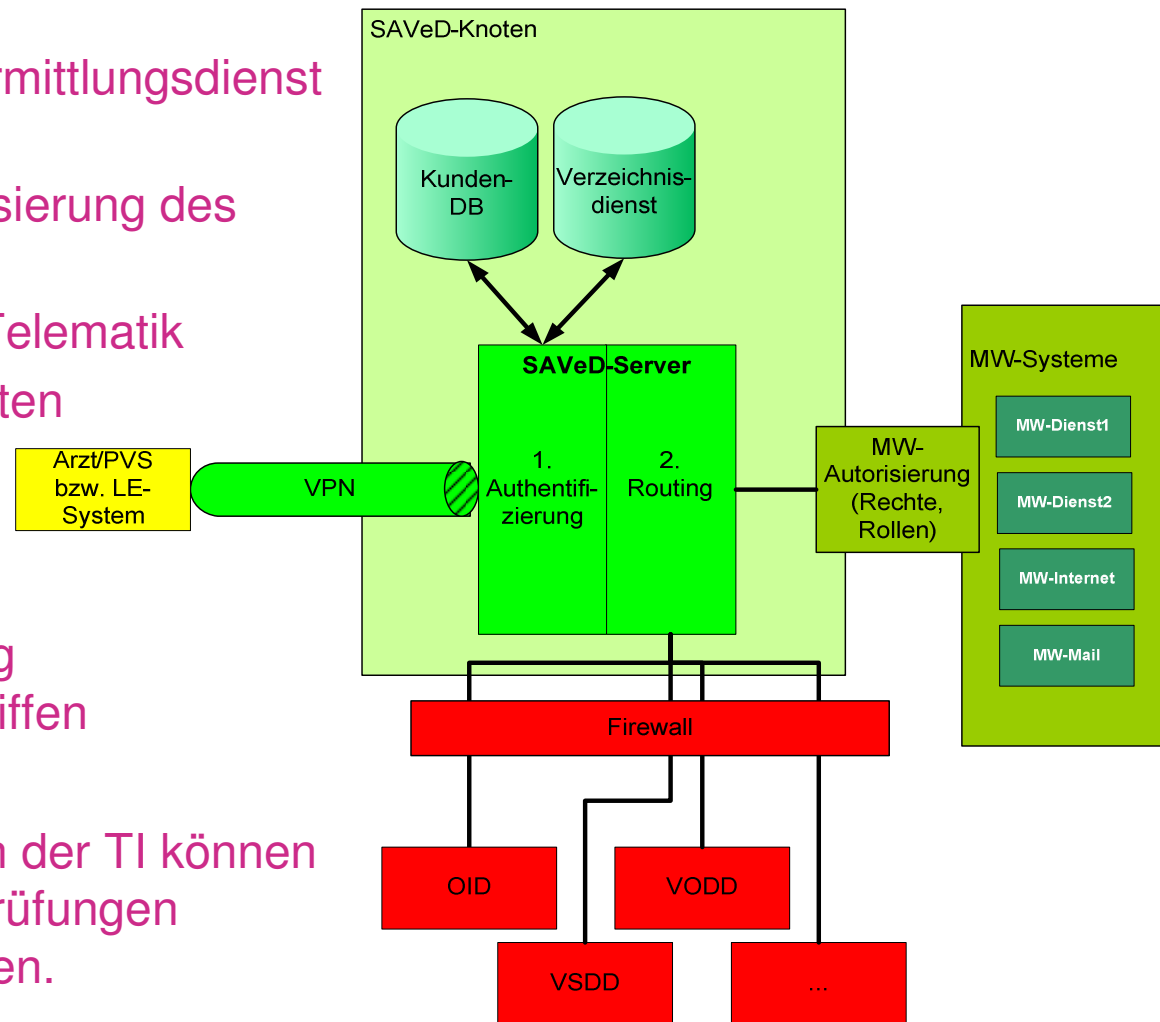 rmittlungsdienst
sierung des
Telematik
ten
g
iffen
n der TI können
rüfungen
en.
SAVeD-Knoten
Kunden-
DB
Verzeichnis-
dienst
SAVeD-Server
1.
Authentifi-
zierung
2.
Routing
Arzt/PVS
bzw. LE-
System
VPN
MW-
Autorisierung
(Rechte,
Rollen)
MW-Systeme
MW-Dienst1
MW-Dienst2
MW-Internet
MW-Mail
Firewall
OID
VODD
VSDD
...